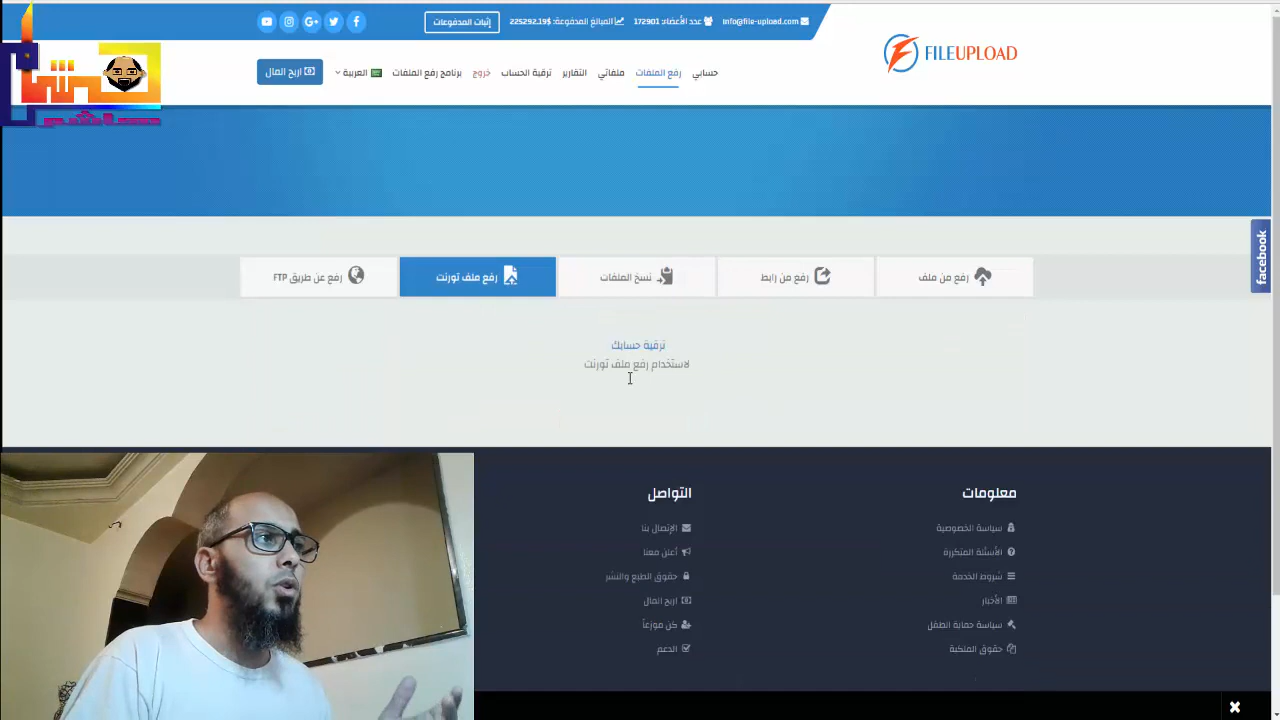 info@file-upload.com
عدد الأعضاء: 172901
المبالغ المدفوعة: 225292.19$
إثبات المدفوعات
FILEUPLOAD
حسابي
رفع الملفات
ملفاتي
التقارير
ترقية الحساب
خروج
برنامج رفع الملفات
العربية
اربح المال
رفع من ملف
رفع من رابط
نسخ الملفات
رفع ملف تورنت
رفع عن طريق FTP
facebook
ترقية حسابك
لاستخدام رفع ملف تورنت
معلومات
سياسة الخصوصية
الأسئلة المتكررة
شروط الخدمة
الأخبار
سياسة حماية الطفل
حقوق الملكية
التواصل
الإتصال بنا
أعلن معنا
حقوق الطبع والنشر
اربح المال
كن موزعاً
الدعم